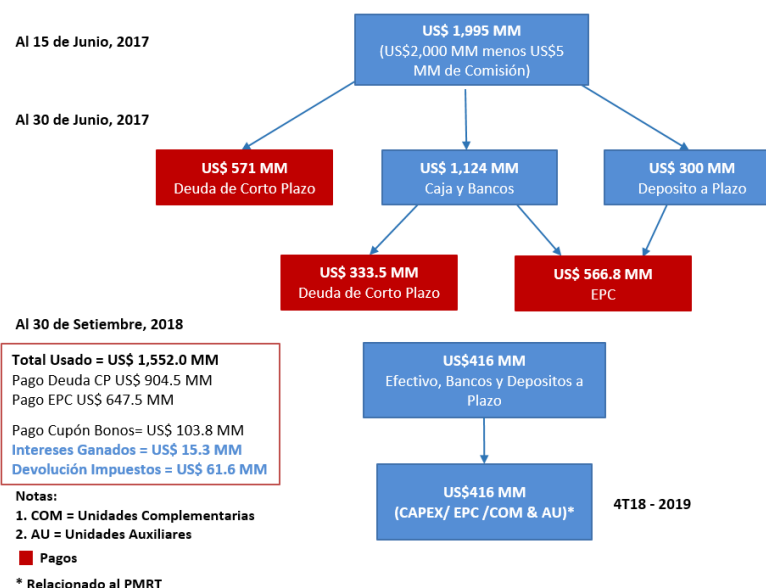 Al 15 de Junio, 2017
US$ 1,995 MM
(US$2,000 MM menos US$5
MM de Comisión)
Al 30 de Junio, 2017
US$ 571 MM
Deuda de Corto Plazo
US$ 1,124 MM
Caja y Bancos
US$ 300 MM
Deposito a Plazo
US$ 333.5 MM
Deuda de Corto Plazo
US$ 566.8 MM
EPC
Al 30 de Setiembre, 2018
Total Usado = US$ 1,552.0 MM
Pago Deuda CP US$ 904.5 MM
Pago EPC US$ 647.5 MM
Pago Cupón Bonos= US$ 103.8 MM
Intereses Ganados = US$ 15.3 MM
Devolución Impuestos = US$ 61.6 MM
US$416 MM
Efectivo, Bancos y Depositos a
Plazo
US$416 MM
(CAPEX/ EPC /COM & AU)*
4T18 - 2019
Notas:
1. COM = Unidades Complementarias
2. AU = Unidades Auxiliares
Pagos
* Relacionado al PMRT